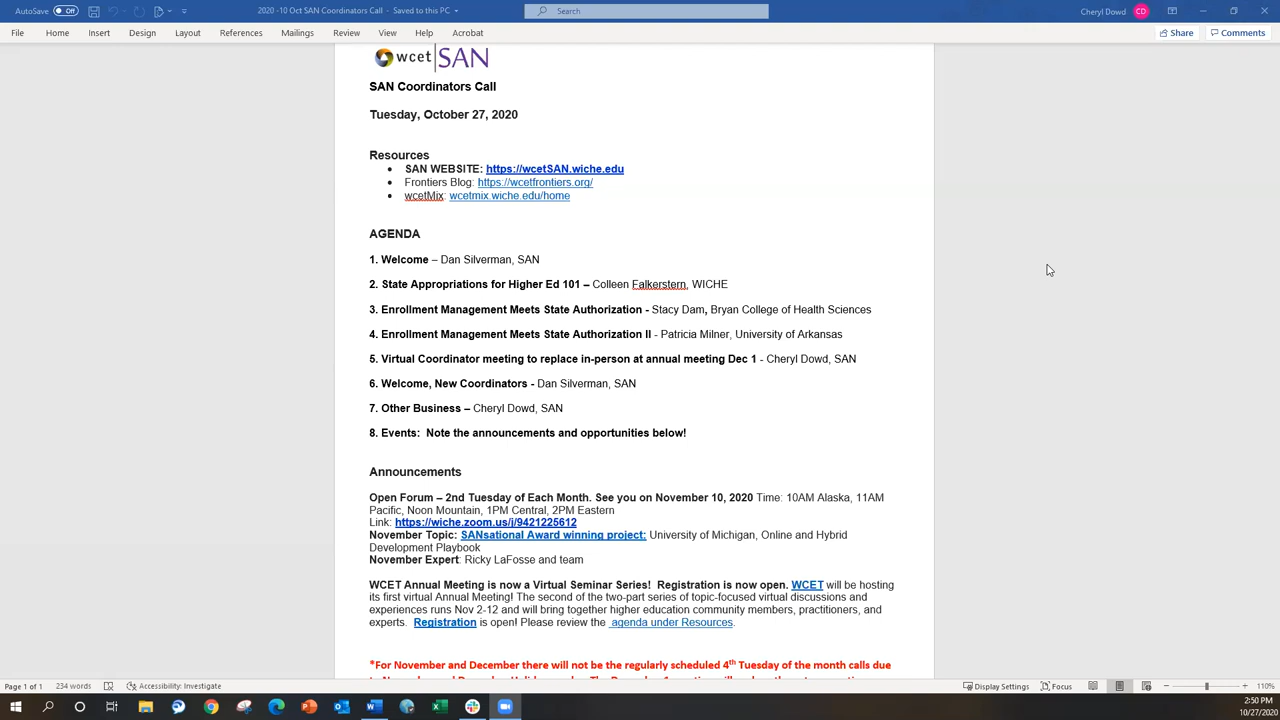 AutoSave Off 2020 -10 Oct SAN Coordinators Call - Saved to this PC Search Cheryl Dowd CD
File Home Insert Design Layout References Mailings Review View Help Acrobat Share Comments
wcet SAN
SAN Coordinators Call
Tuesday, October 27, 2020
Resources
• SAN WEBSITE: https://wcetSAN.wiche.edu
• Frontiers Blog: https://wcetfrontiers.org/
• wcetMix: wcetmix.wiche.edu/home
AGENDA
1. Welcome – Dan Silverman, SAN
2. State Appropriations for Higher Ed 101 – Colleen Falkerstern, WICHE
3. Enrollment Management Meets State Authorization - Stacy Dam, Bryan College of Health Sciences
4. Enrollment Management Meets State Authorization II - Patricia Milner, University of Arkansas
5. Virtual Coordinator meeting to replace in-person at annual meeting Dec 1 - Cheryl Dowd, SAN
6. Welcome, New Coordinators - Dan Silverman, SAN
7. Other Business – Cheryl Dowd, SAN
8. Events: Note the announcements and opportunities below!
Announcements
Open Forum – 2nd Tuesday of Each Month. See you on November 10, 2020 Time: 10AM Alaska, 11AM
Pacific, Noon Mountain, 1PM Central, 2PM Eastern
Link: https://wiche.zoom.us/j/9421225612
November Topic: SANsational Award winning project: University of Michigan, Online and Hybrid
Development Playbook
November Expert: Ricky LaFosse and team
WCET Annual Meeting is now a Virtual Seminar Series! Registration is now open. WCET will be hosting
its first virtual Annual Meeting! The second of the two-part series of topic-focused virtual discussions and
experiences runs Nov 2-12 and will bring together higher education community members, practitioners, and
experts. Registration is open! Please review the agenda under Resources.
*For November and December there will not be the regularly scheduled 4th Tuesday of the month calls due
Page 1 of 1 234 words Accessibility: Investigate Display Settings Focus 110%
2:50 PM
10/27/2020